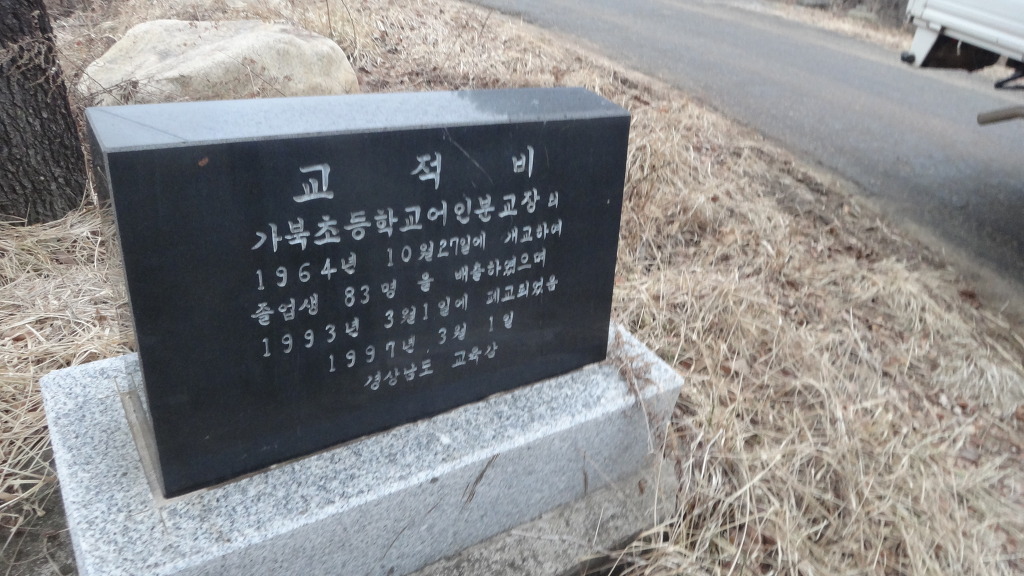 교 적 비
가북초등학교어인분교장 의
1964년 10월27일에 개교하여
졸업생 83명 을 배출하였으며
1993년 3월1일에 폐교되었음
1997년 3월 1일
경상남도 교육감